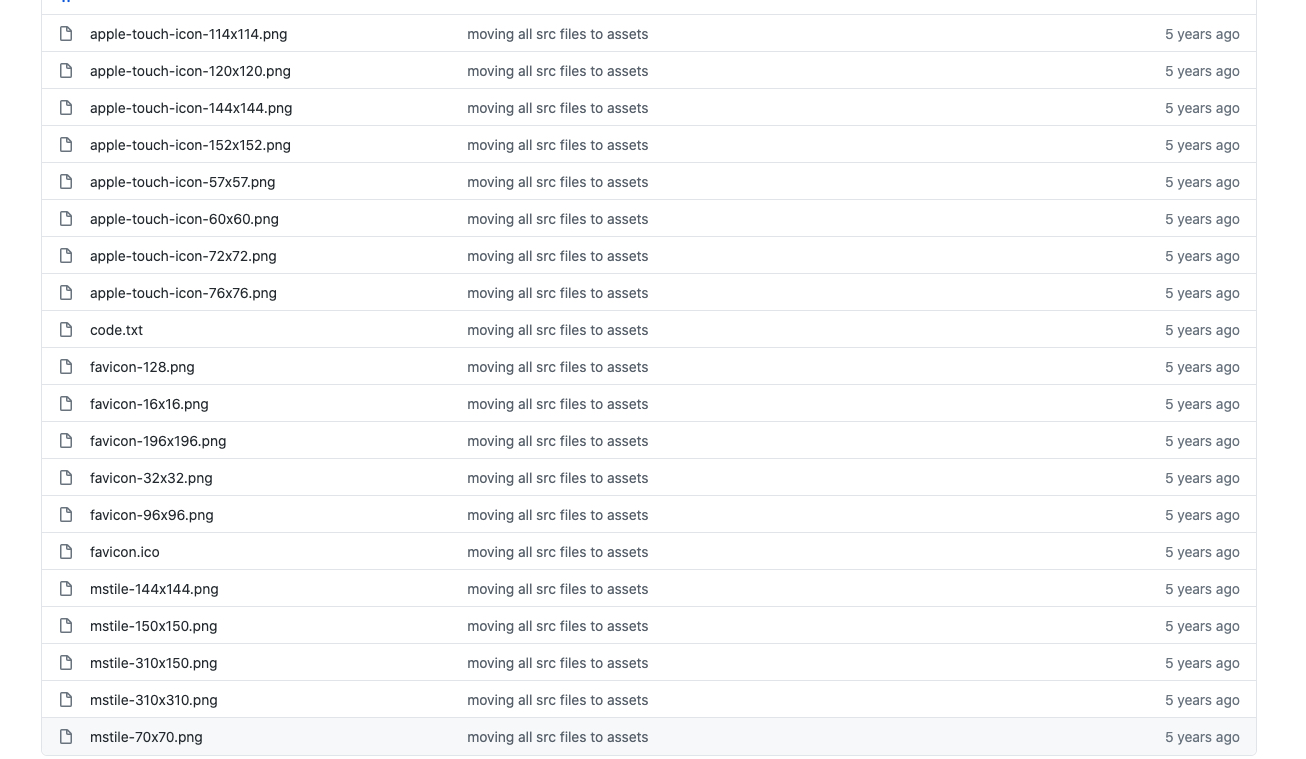 apple-touch-icon-114x114.png moving all src files to assets 5 years ago
apple-touch-icon-120x120.png moving all src files to assets 5 years ago
apple-touch-icon-144x144.png moving all src files to assets 5 years ago
apple-touch-icon-152x152.png moving all src files to assets 5 years ago
apple-touch-icon-57x57.png moving all src files to assets 5 years ago
apple-touch-icon-60x60.png moving all src files to assets 5 years ago
apple-touch-icon-72x72.png moving all src files to assets 5 years ago
apple-touch-icon-76x76.png moving all src files to assets 5 years ago
code.txt moving all src files to assets 5 years ago
favicon-128.png moving all src files to assets 5 years ago
favicon-16x16.png moving all src files to assets 5 years ago
favicon-196x196.png moving all src files to assets 5 years ago
favicon-32x32.png moving all src files to assets 5 years ago
favicon-96x96.png moving all src files to assets 5 years ago
favicon.ico moving all src files to assets 5 years ago
mstile-144x144.png moving all src files to assets 5 years ago
mstile-150x150.png moving all src files to assets 5 years ago
mstile-310x150.png moving all src files to assets 5 years ago
mstile-310x310.png moving all src files to assets 5 years ago
mstile-70x70.png moving all src files to assets 5 years ago